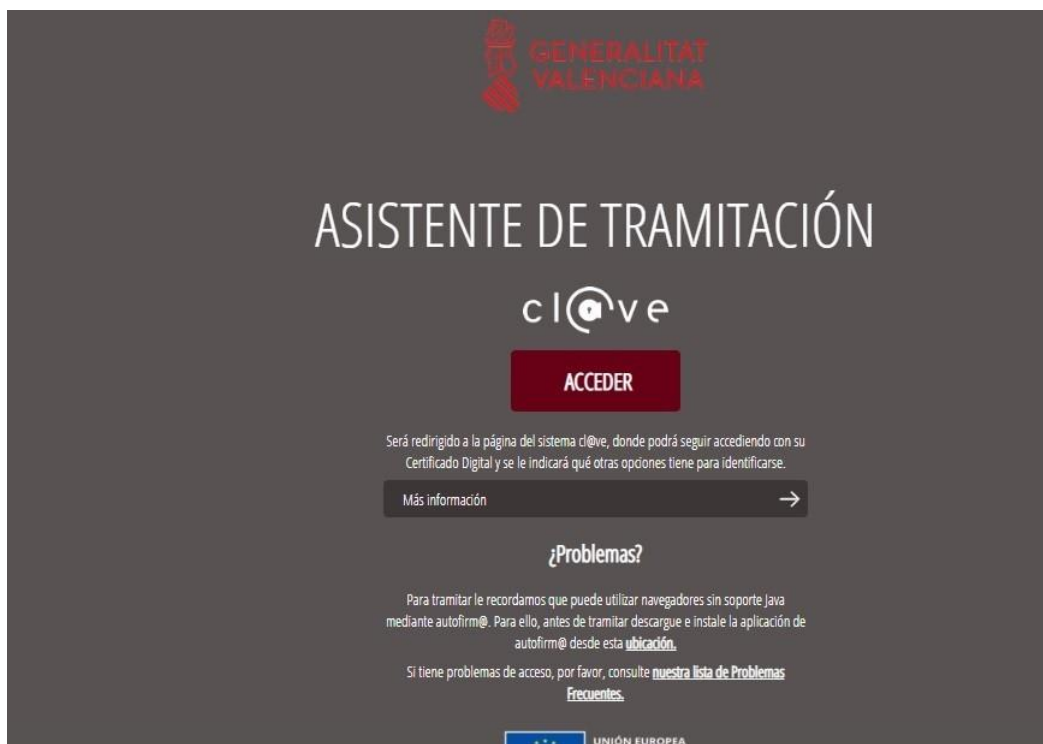 GENERALITAT
VALENCIANA
ASISTENTE DE TRAMITACIÓN
cl@ve
ACCEDER
Será redirigido a la página del sistema cl@ve, donde podrá seguir accediendo con su
Certificado Digital y se le indicará qué otras opciones tiene para identificarse.
Más información
¿Problemas?
Para tramitar le recordamos que puede utilizar navegadores sin soporte Java
mediante autofirm@. Para ello, antes de tramitar descargue e instale la aplicación de
autofirm@ desde esta ubicación.
Si tiene problemas de acceso, por favor, consulte nuestra lista de Problemas
Frecuentes.
UNIÓN EUROPEA